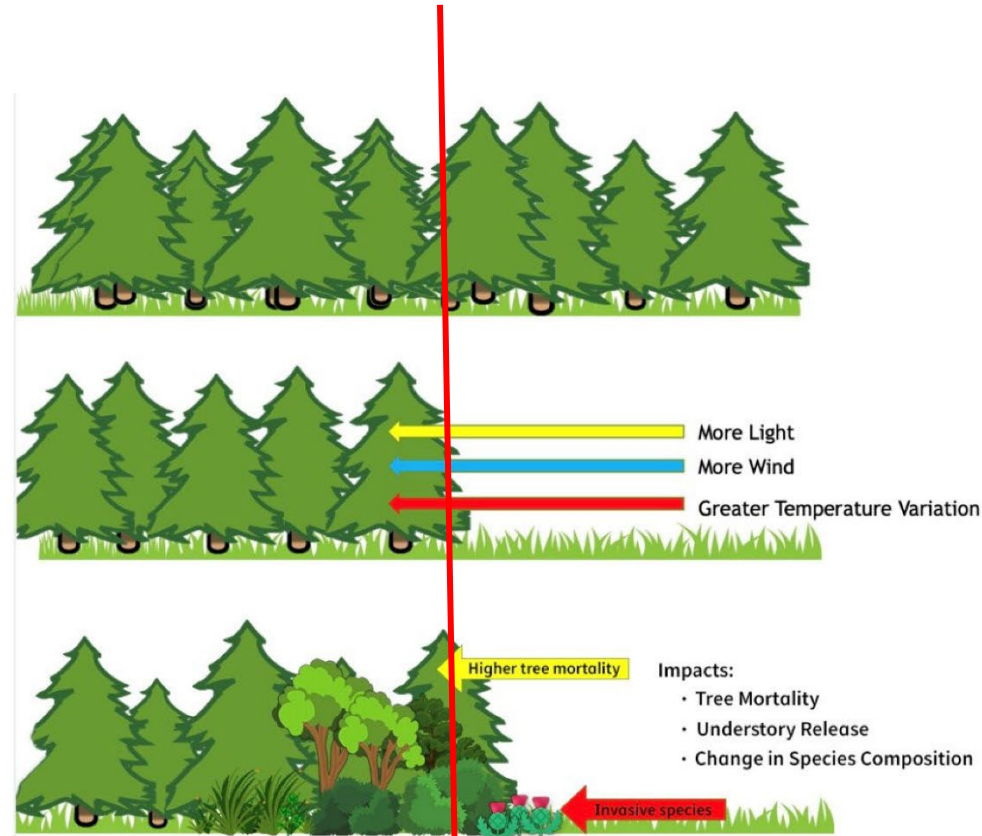 More Light
More Wind
Greater Temperature Variation
Higher tree mortality
Impacts:
· Tree Mortality
· Understory Release
· Change in Species Composition
Invasive species